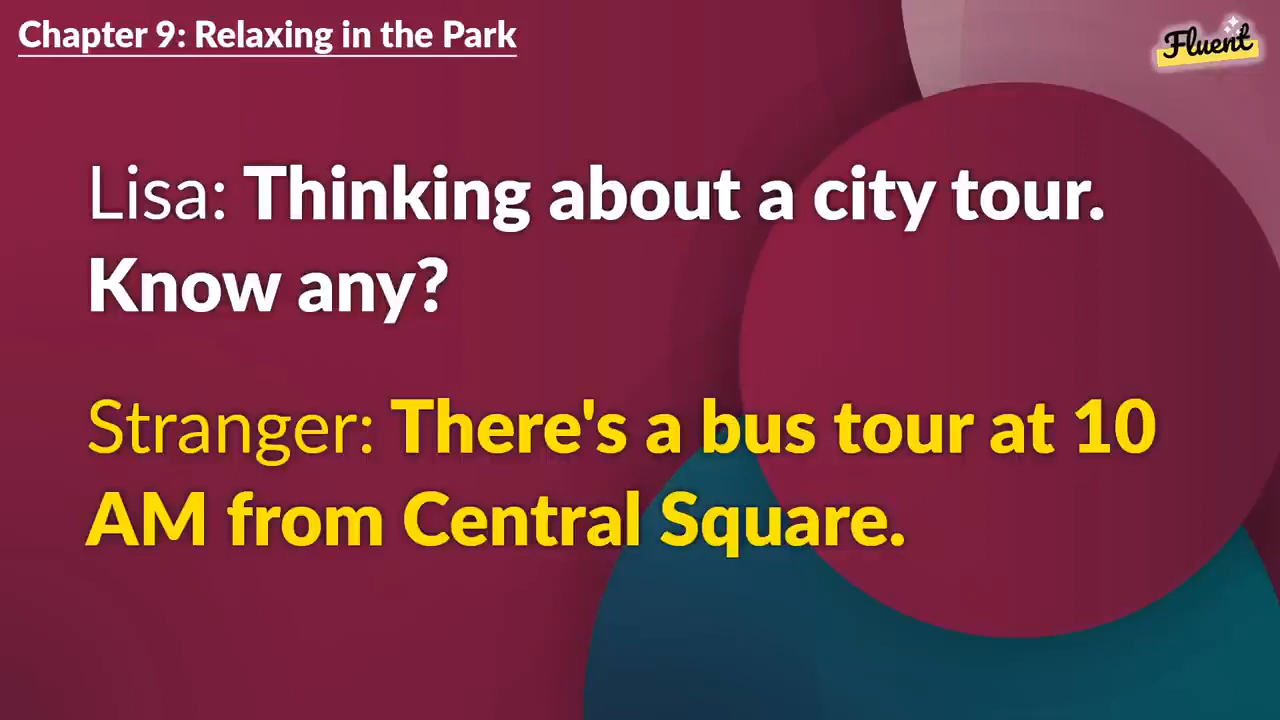 Chapter 9: Relaxing in the Park
Fluent
Lisa: Thinking about a city tour.
Know any?
Stranger: There's a bus tour at 10
AM from Central Square.